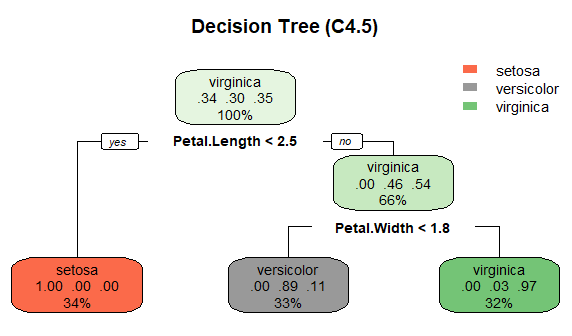 Decision Tree (C4.5)
setosa
versicolor
virginica
virginica
.34 .30 .35
100%
yes
Petal.Length < 2.5
no
virginica
.00 .46 .54
66%
Petal.Width < 1.8
setosa
1.00 .00 .00
34%
versicolor
.00 .89 .11
33%
virginica
.00 .03 .97
32%